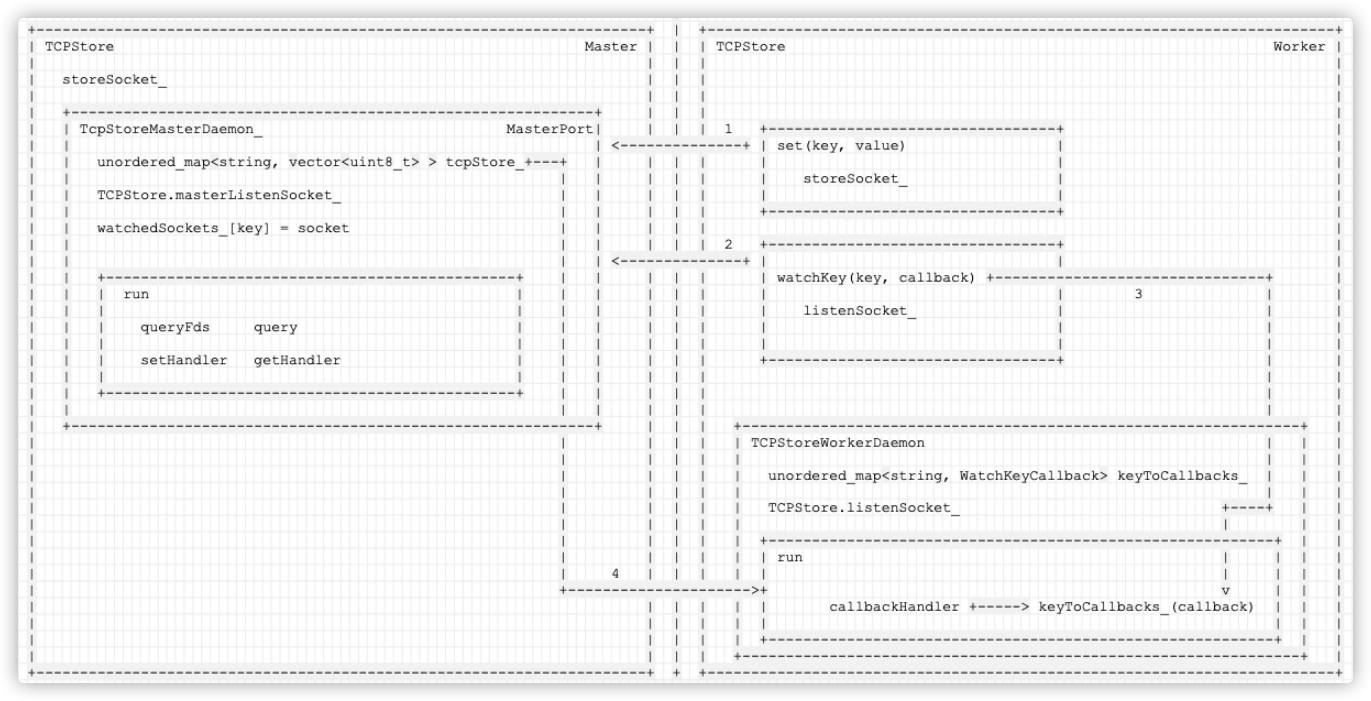 TCPStore Master
storeSocket_
TcpStoreMasterDaemon_ MasterPort
unordered_map<string, vector<uint8_t> > tcpStore_
TCPStore.masterListenSocket_
watchedSockets_[key] = socket
run
queryFds query
setHandler getHandler
TCPStore Worker
1
set(key, value)
storeSocket_
2
watchKey(key, callback)
3
listenSocket_
TCPStoreWorkerDaemon
unordered_map<string, WatchKeyCallback> keyToCallbacks_
TCPStore.listenSocket_
run
4
callbackHandler +------> keyToCallbacks_(callback)